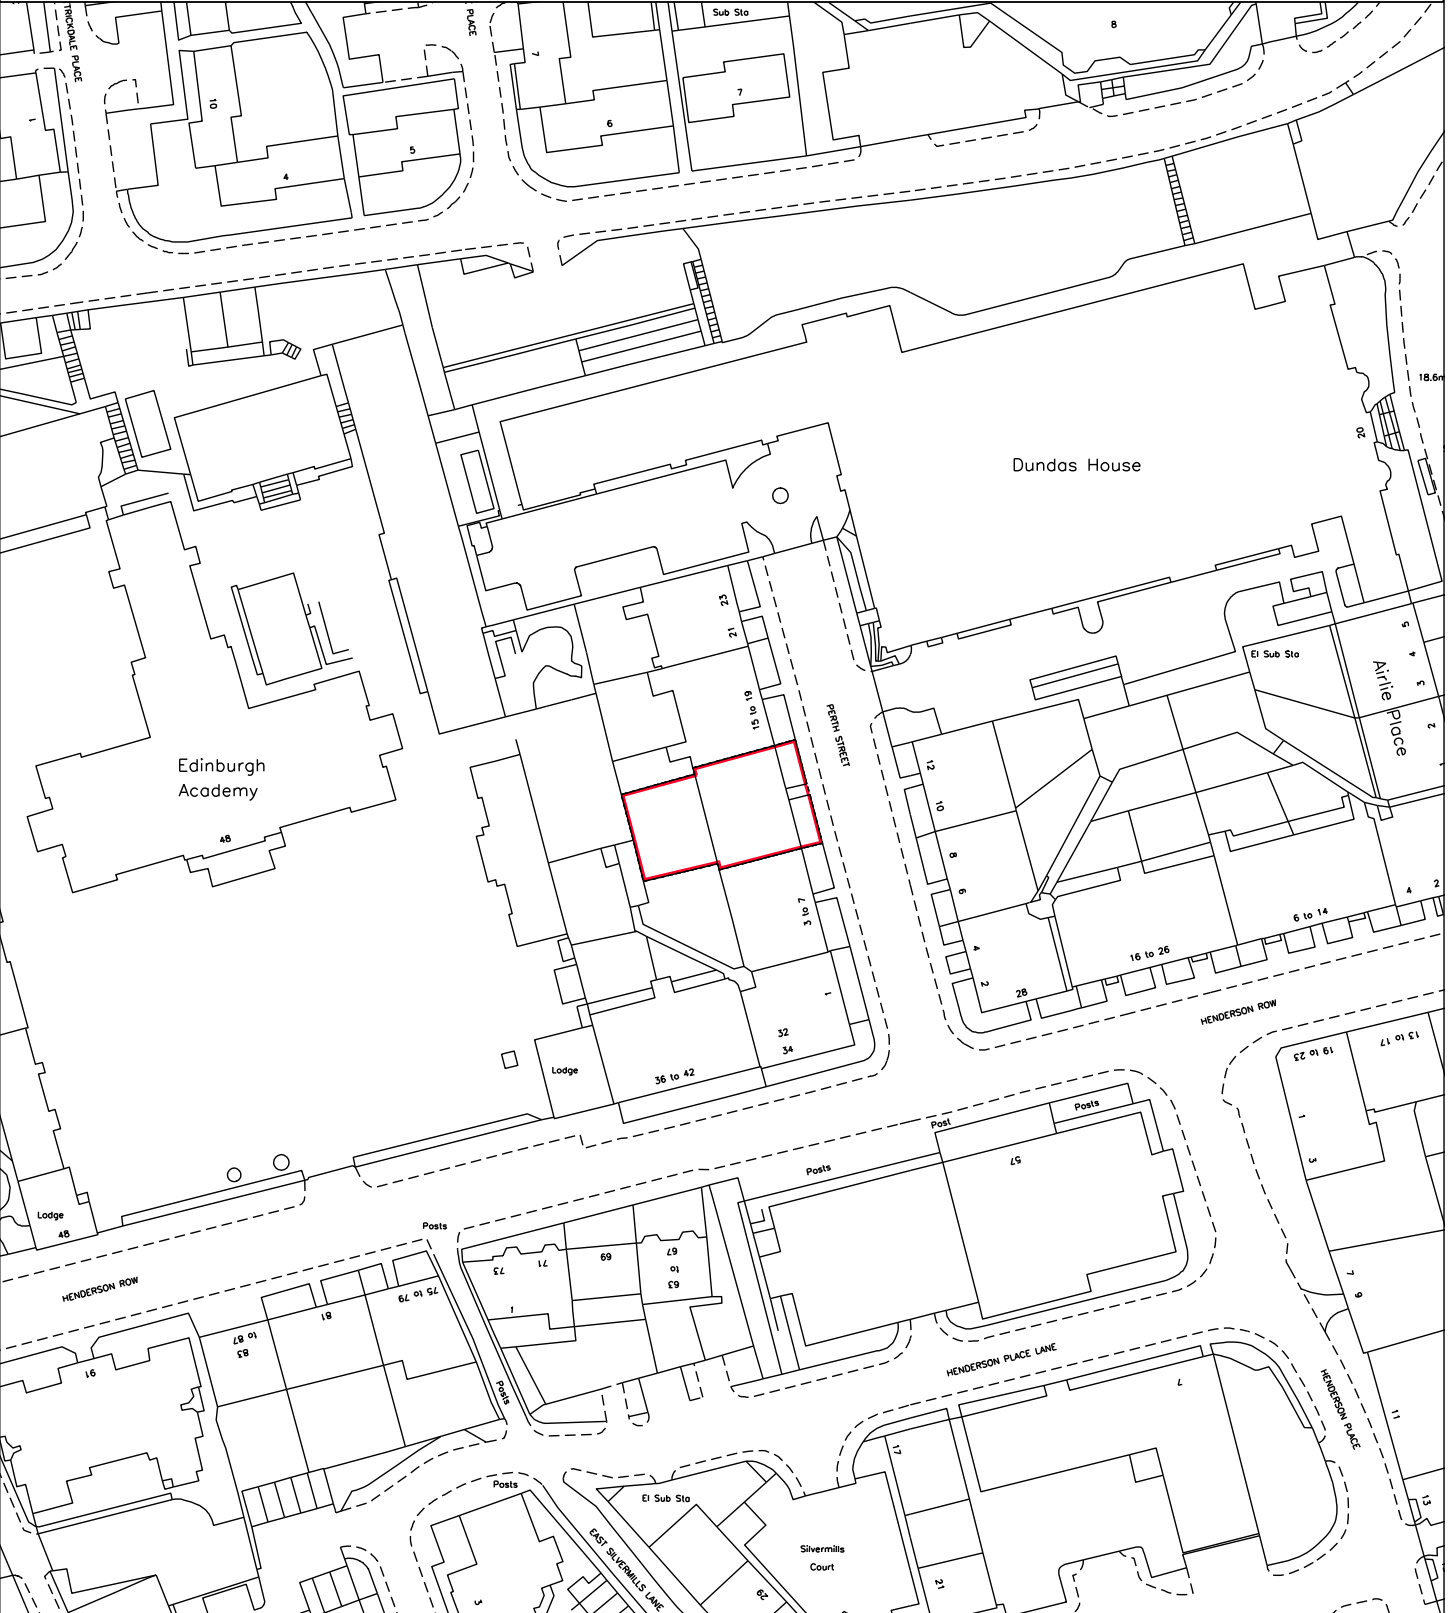 TRICKDALE PLACE
PLACE
Sub Sta
8
7
7
10
1
6
5
4
18.6m
20
Dundas House
23
21
15 to 19
PERTH STREET
El Sub Sta
5
4
3
2
1
Airlie Place
Edinburgh
Academy
48
12
10
8
6
4
2
3 to 7
1
32
34
28
16 to 26
6 to 14
4
2
HENDERSON ROW
Lodge
36 to 42
19 to 23
13 to 17
1
3
Posts
Post
Posts
57
Lodge
48
Posts
HENDERSON ROW
73
71
69
67
to
63
1
75 to 79
81
83
to 87
91
7
9
HENDERSON PLACE LANE
HENDERSON PLACE
7
11
13
Posts
17
Posts
El Sub Sta
EAST SILVERMILLS LANE
Silvermills
Court
29
21
3